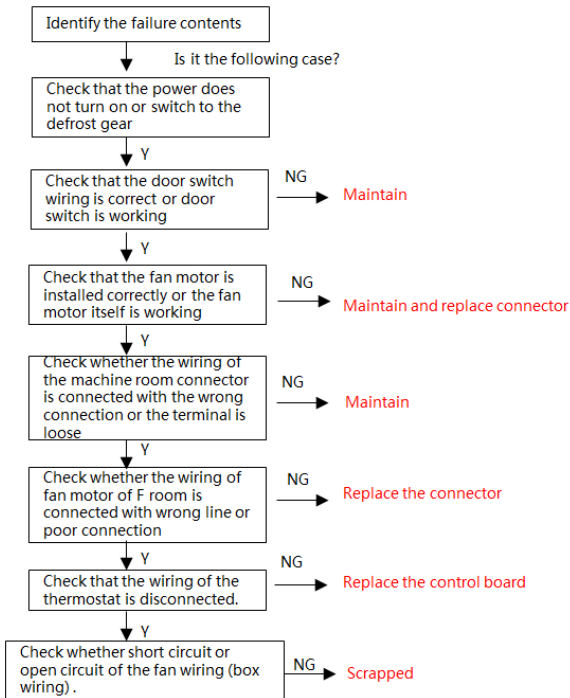 Identify the failure contents
Is it the following case?
Check that the power does
not turn on or switch to the
defrost gear
Y
Check that the door switch
wiring is correct or door
switch is working
NG
Maintain
Y
Check that the fan motor is
installed correctly or the fan
motor itself is working
NG
Maintain and replace connector
Y
Check whether the wiring of
the machine room connector
is connected with the wrong
connection or the terminal is
loose
NG
Maintain
Y
Check whether the wiring of
fan motor of F room is
connected with wrong line or
poor connection
NG
Replace the connector
Y
Check that the wiring of the
thermostat is disconnected.
NG
Replace the control board
Y
Check whether short circuit or
open circuit of the fan wiring (box
wiring) .
NG
Scrapped